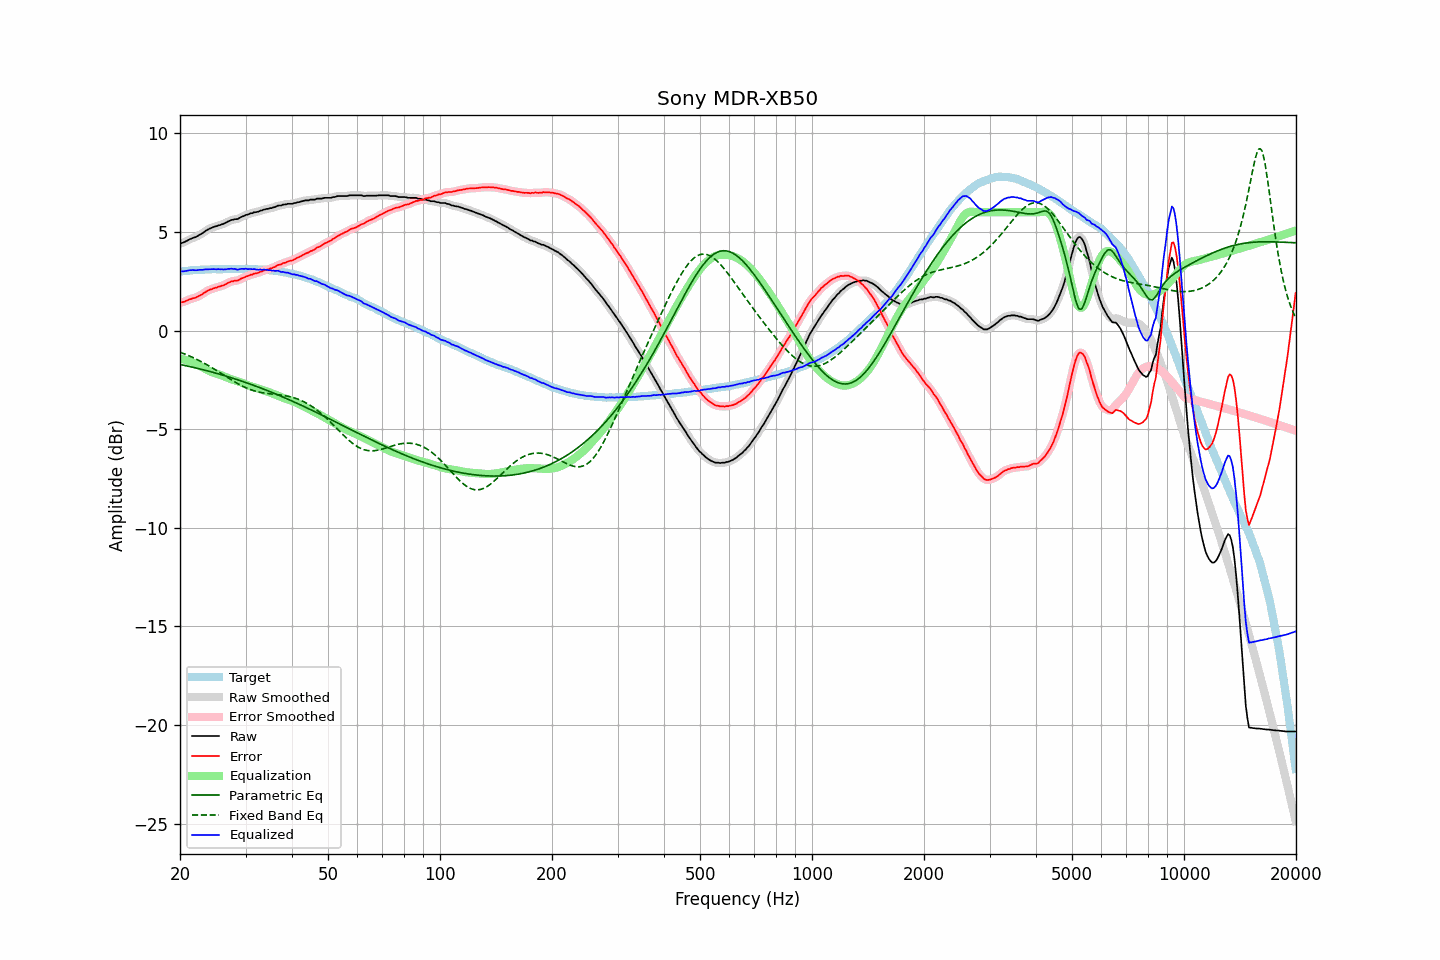 Sony MDR-XB50
Amplitude (dBr)
10
5
0
−5
−10
−15
−20
−25
Target
Raw Smoothed
Error Smoothed
Raw
Error
Equalization
Parametric Eq
Fixed Band Eq
Equalized
20 50 100 200 500 1000 2000 5000 10000 20000
Frequency (Hz)